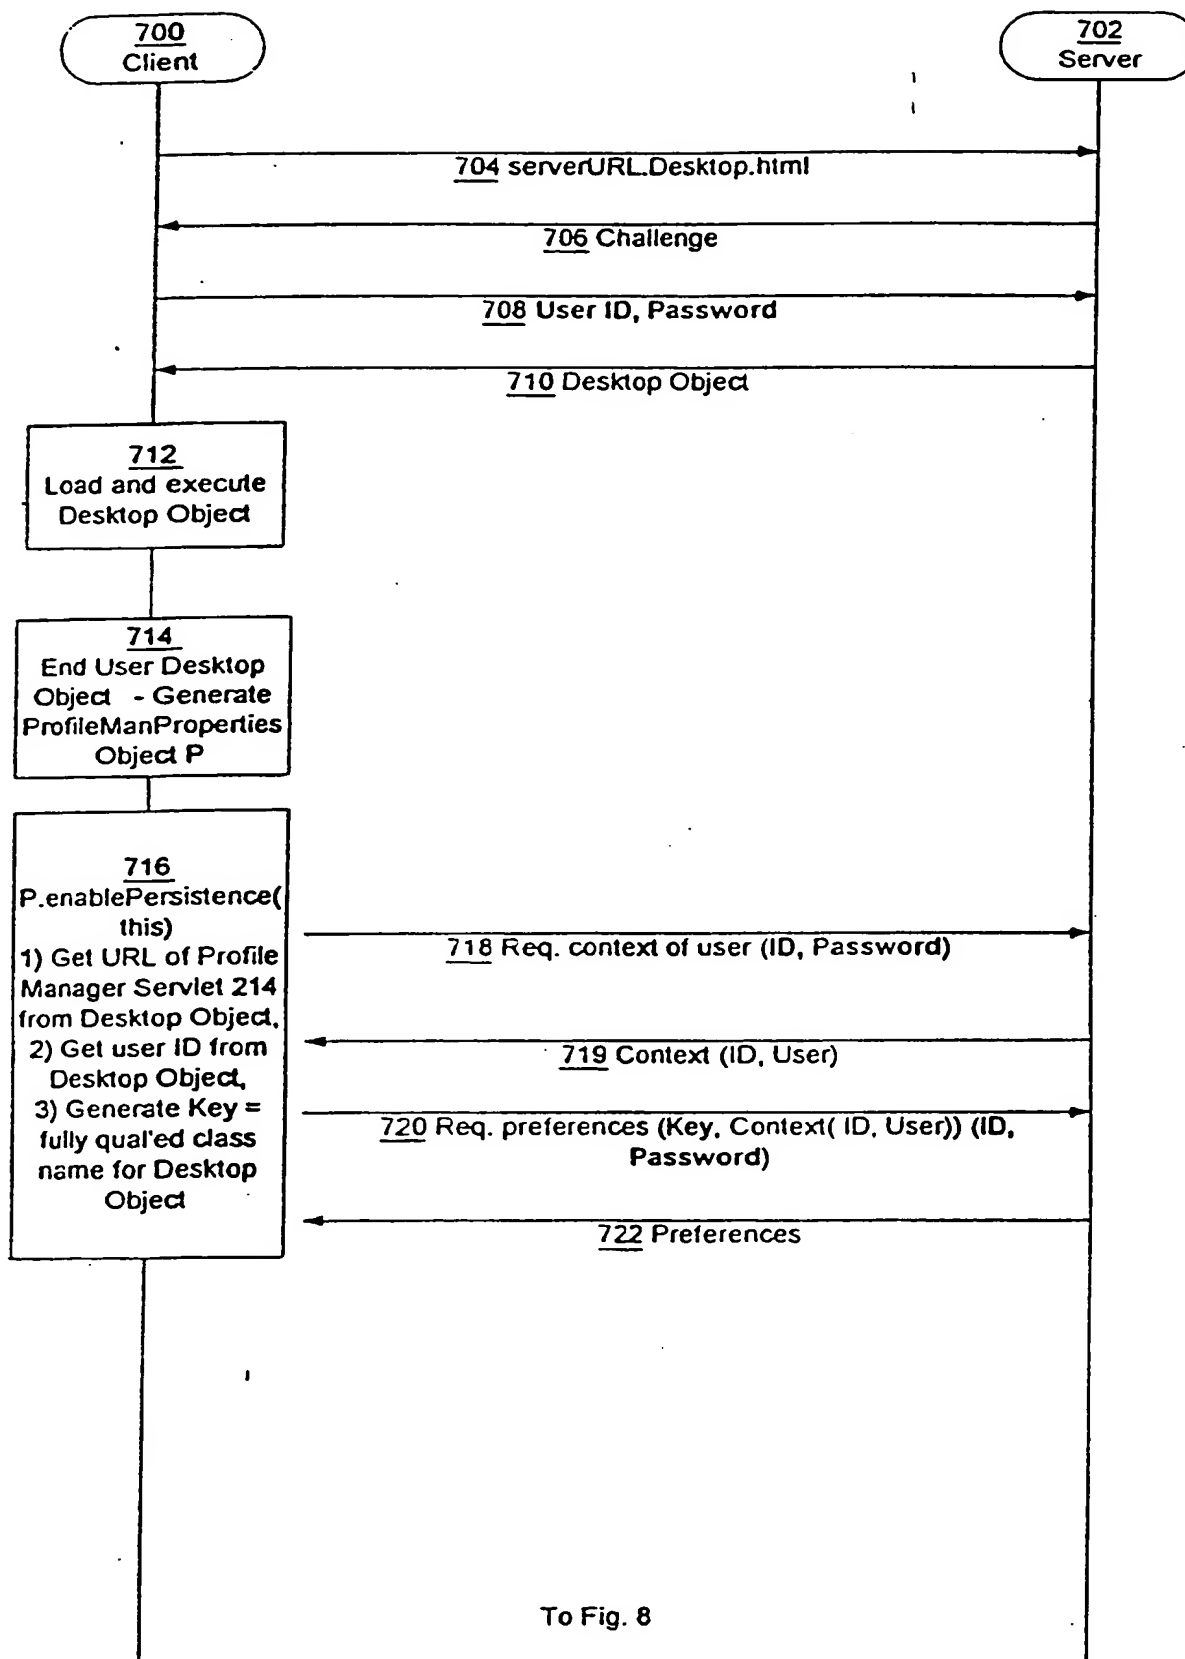 700
Client
702
Server
704 serverURL.Desktop.html
706 Challenge
708 User ID, Password
710 Desktop Object
712
Load and execute
Desktop Object
714
End User Desktop
Object - Generate
ProfileManProperties
Object P
716
P.enablePersistence(
this)
1) Get URL of Profile
Manager Servlet 214
from Desktop Object,
2) Get user ID from
Desktop Object,
3) Generate Key =
fully qual'ed class
name for Desktop
Object
718 Req. context of user (ID, Password)
719 Context (ID, User)
720 Req. preferences (Key, Context( ID, User)) (ID,
Password)
722 Preferences
To Fig. 8